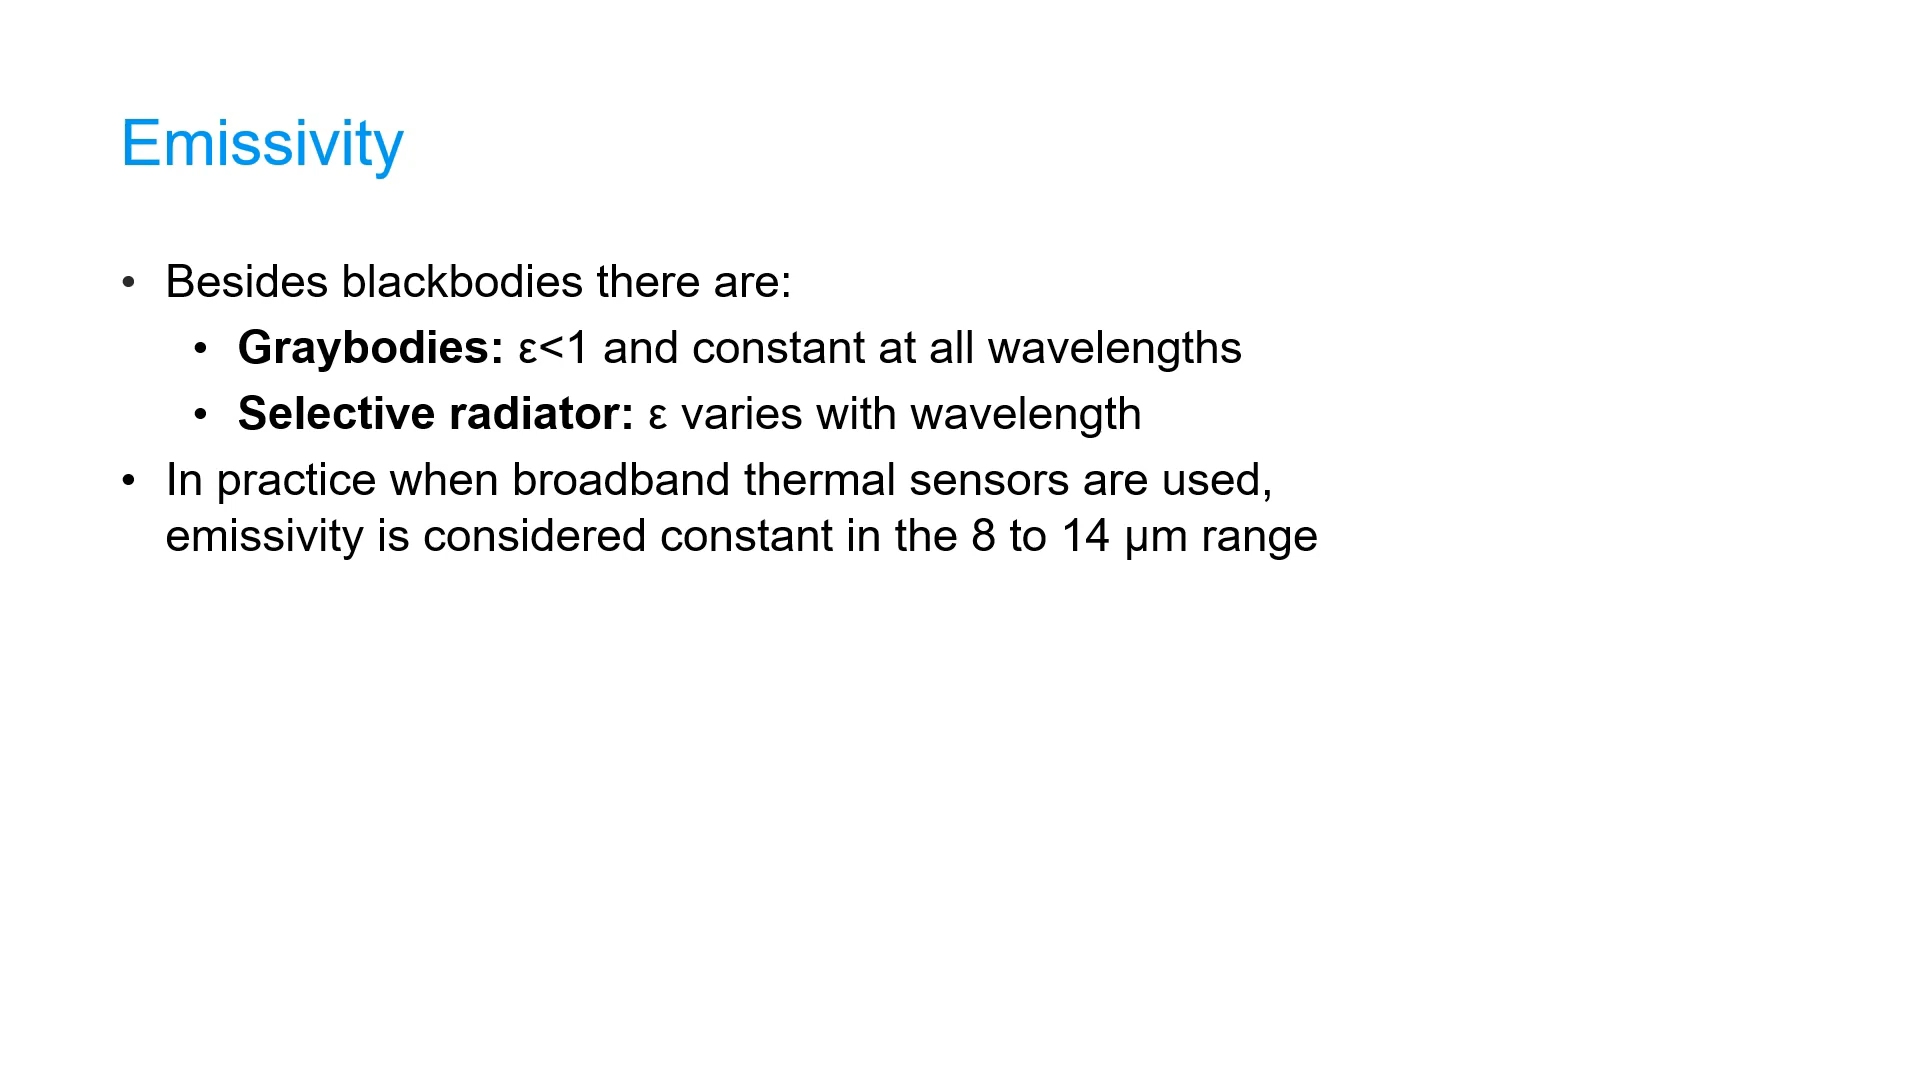 Emissivity
• Besides blackbodies there are:
• Graybodies: ε<1 and constant at all wavelengths
• Selective radiator: ε varies with wavelength
• In practice when broadband thermal sensors are used,
emissivity is considered constant in the 8 to 14 μm range